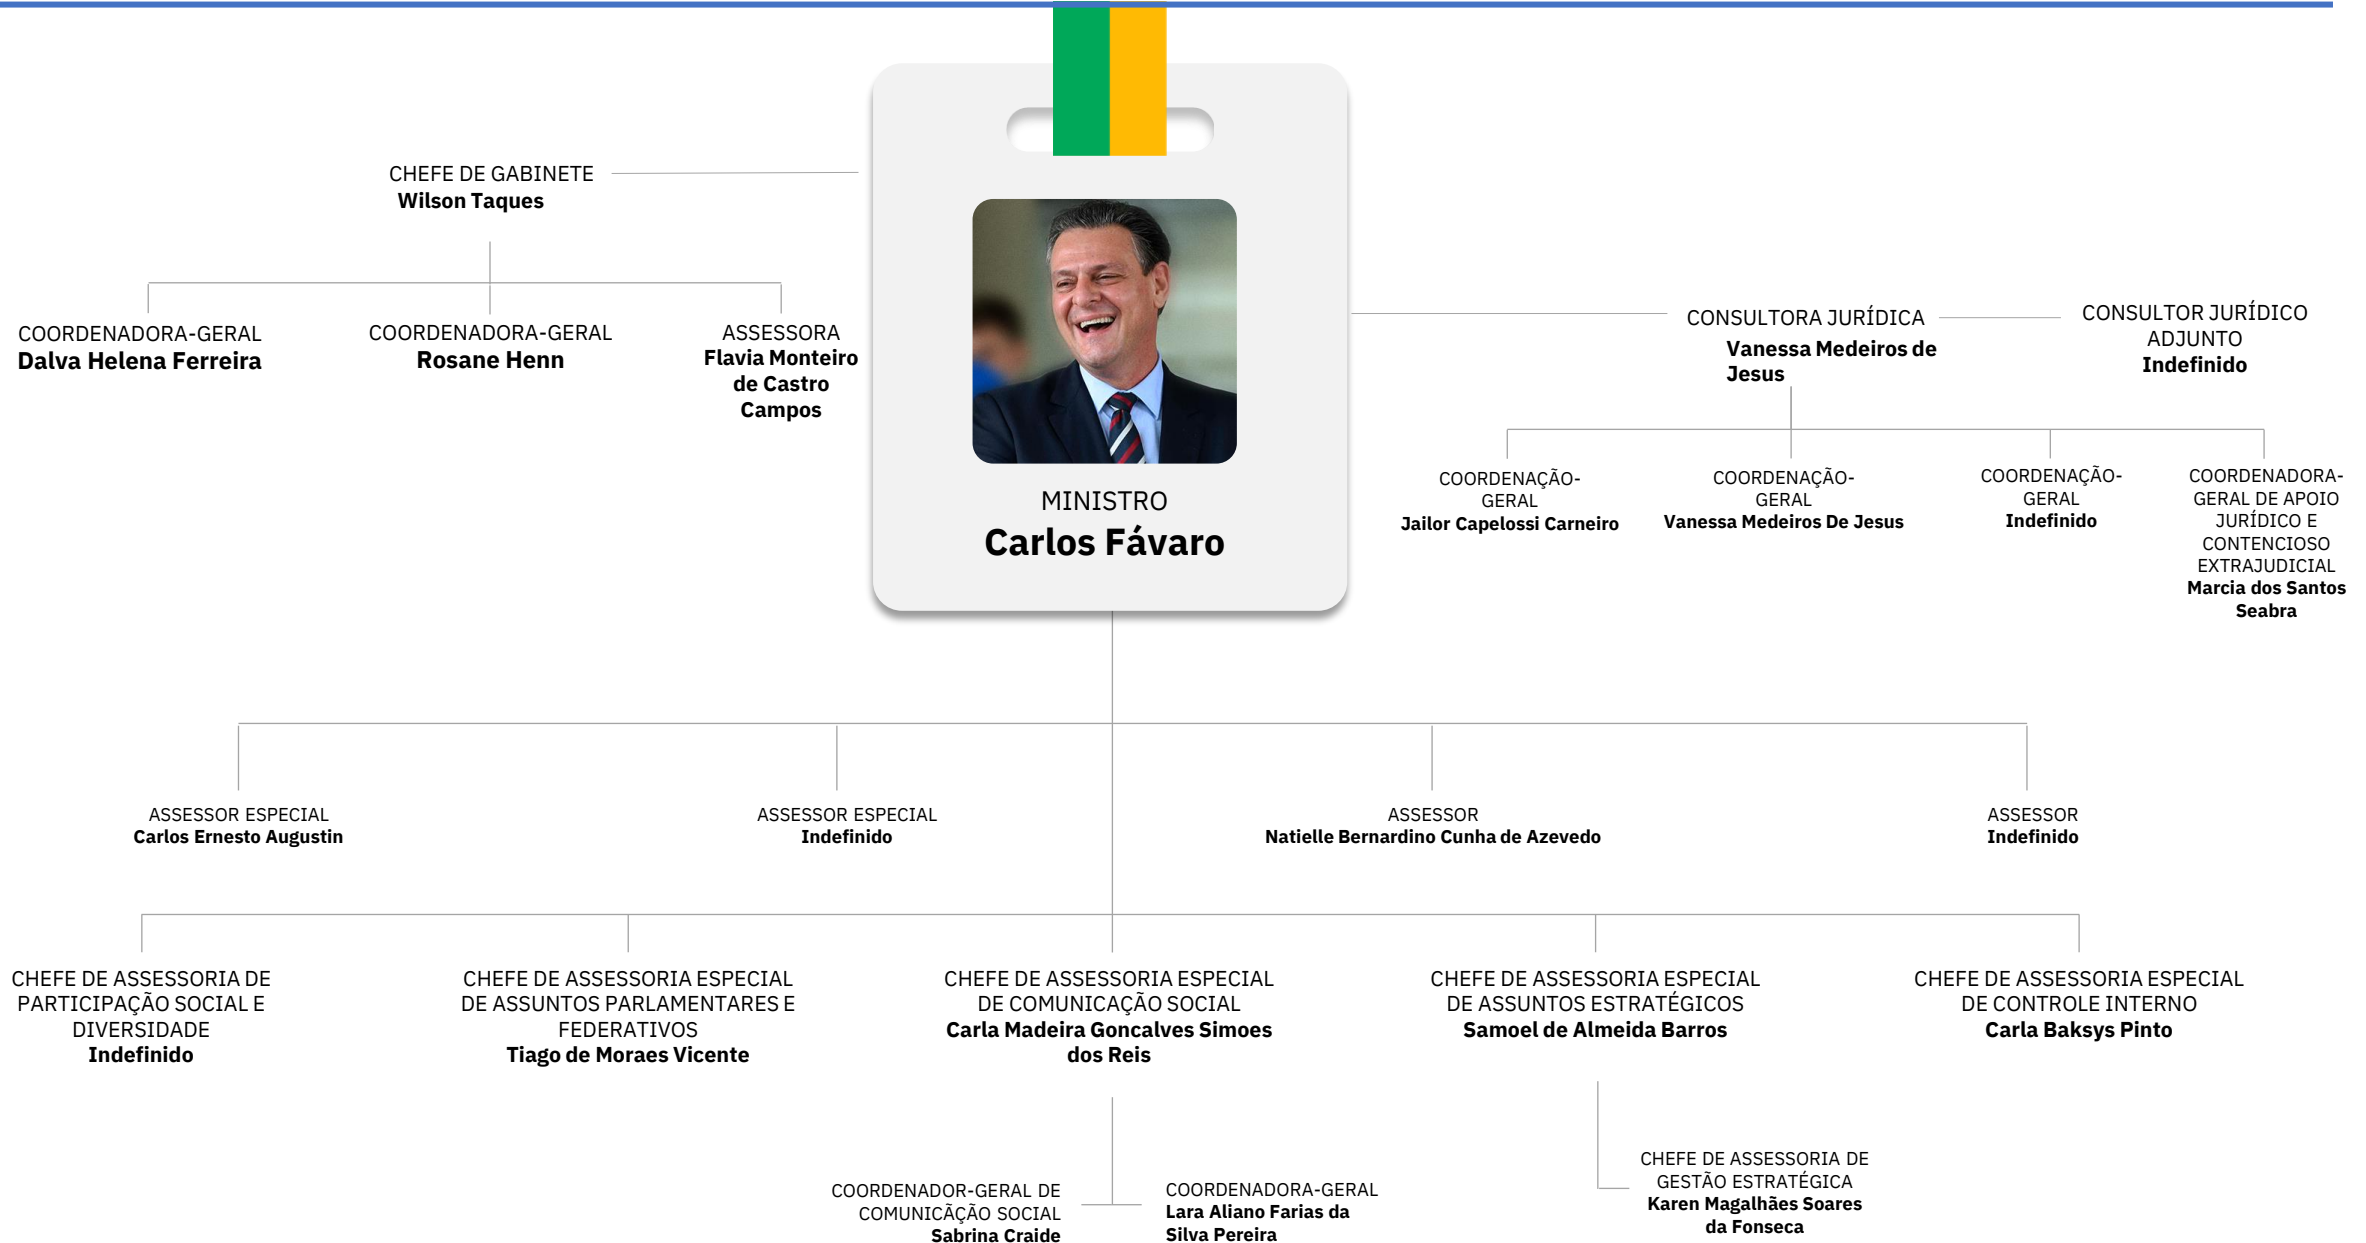 CHEFE DE GABINETE
Wilson Taques
COORDENADORA-GERAL
Dalva Helena Ferreira
COORDENADORA-GERAL
Rosane Henn
ASSESSORA
Flavia Monteiro
de Castro
Campos
MINISTRO
Carlos Fávaro
CONSULTORA JURÍDICA
Vanessa Medeiros de
Jesus
CONSULTOR JURÍDICO
ADJUNTO
Indefinido
COORDENAÇÃO-
GERAL
Jailor Capelossi Carneiro
COORDENAÇÃO-
GERAL
Vanessa Medeiros De Jesus
COORDENAÇÃO-
GERAL
Indefinido
COORDENADORA-
GERAL DE APOIO
JURÍDICO E
CONTENCIOSO
EXTRAJUDICIAL
Marcia dos Santos
Seabra
ASSESSOR ESPECIAL
Carlos Ernesto Augustin
ASSESSOR ESPECIAL
Indefinido
ASSESSOR
Natielle Bernardino Cunha de Azevedo
ASSESSOR
Indefinido
CHEFE DE ASSESSORIA DE
PARTICIPAÇÃO SOCIAL E
DIVERSIDADE
Indefinido
CHEFE DE ASSESSORIA ESPECIAL
DE ASSUNTOS PARLAMENTARES E
FEDERATIVOS
Tiago de Moraes Vicente
CHEFE DE ASSESSORIA ESPECIAL
DE COMUNICAÇÃO SOCIAL
Carla Madeira Goncalves Simoes
dos Reis
CHEFE DE ASSESSORIA ESPECIAL
DE ASSUNTOS ESTRATÉGICOS
Samoel de Almeida Barros
CHEFE DE ASSESSORIA ESPECIAL
DE CONTROLE INTERNO
Carla Baksys Pinto
COORDENADOR-GERAL DE
COMUNICÃÇÃO SOCIAL
Sabrina Craide
COORDENADORA-GERAL
Lara Aliano Farias da
Silva Pereira
CHEFE DE ASSESSORIA DE
GESTÃO ESTRATÉGICA
Karen Magalhães Soares
da Fonseca